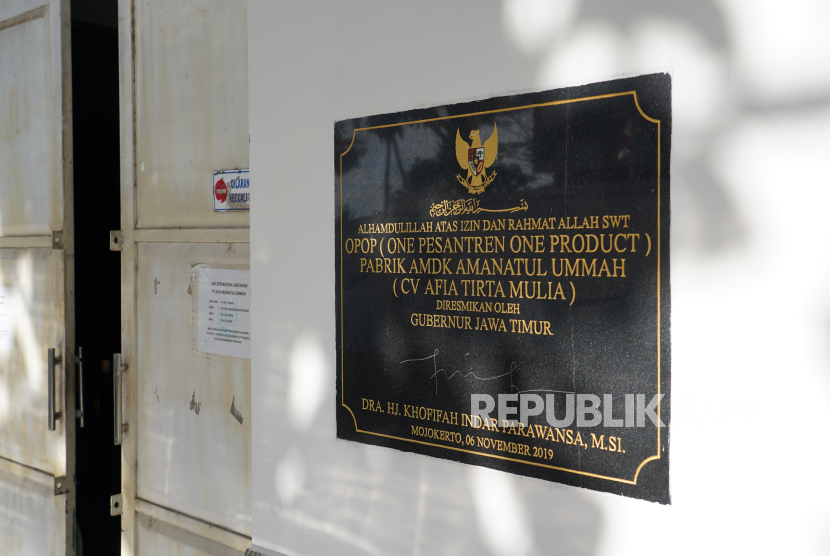 DILARANG
بسم الله الرحمن الرحيم
ALHAMDULILLAH ATAS IZIN DAN RAHMAT ALLAH SWT
OPOP ( ONE PESANTREN ONE PRODUCT )
PABRIK AMDK AMANATUL UMMAH
( CV AFIA TIRTA MULIA )
DIRESMIKAN OLEH
GUBERNUR JAWA TIMUR
DRA. HJ. KHOFIFAH INDAR PARAWANSA, M.SI.
MOJOKERTO, 06 NOVEMBER 2019
REPUBLIK